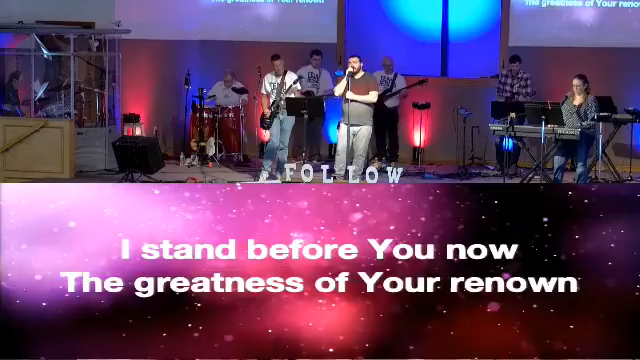 The greatness of Your renown
The greatness of Your renow
FOLLOW
I stand before You now
The greatness of Your renown